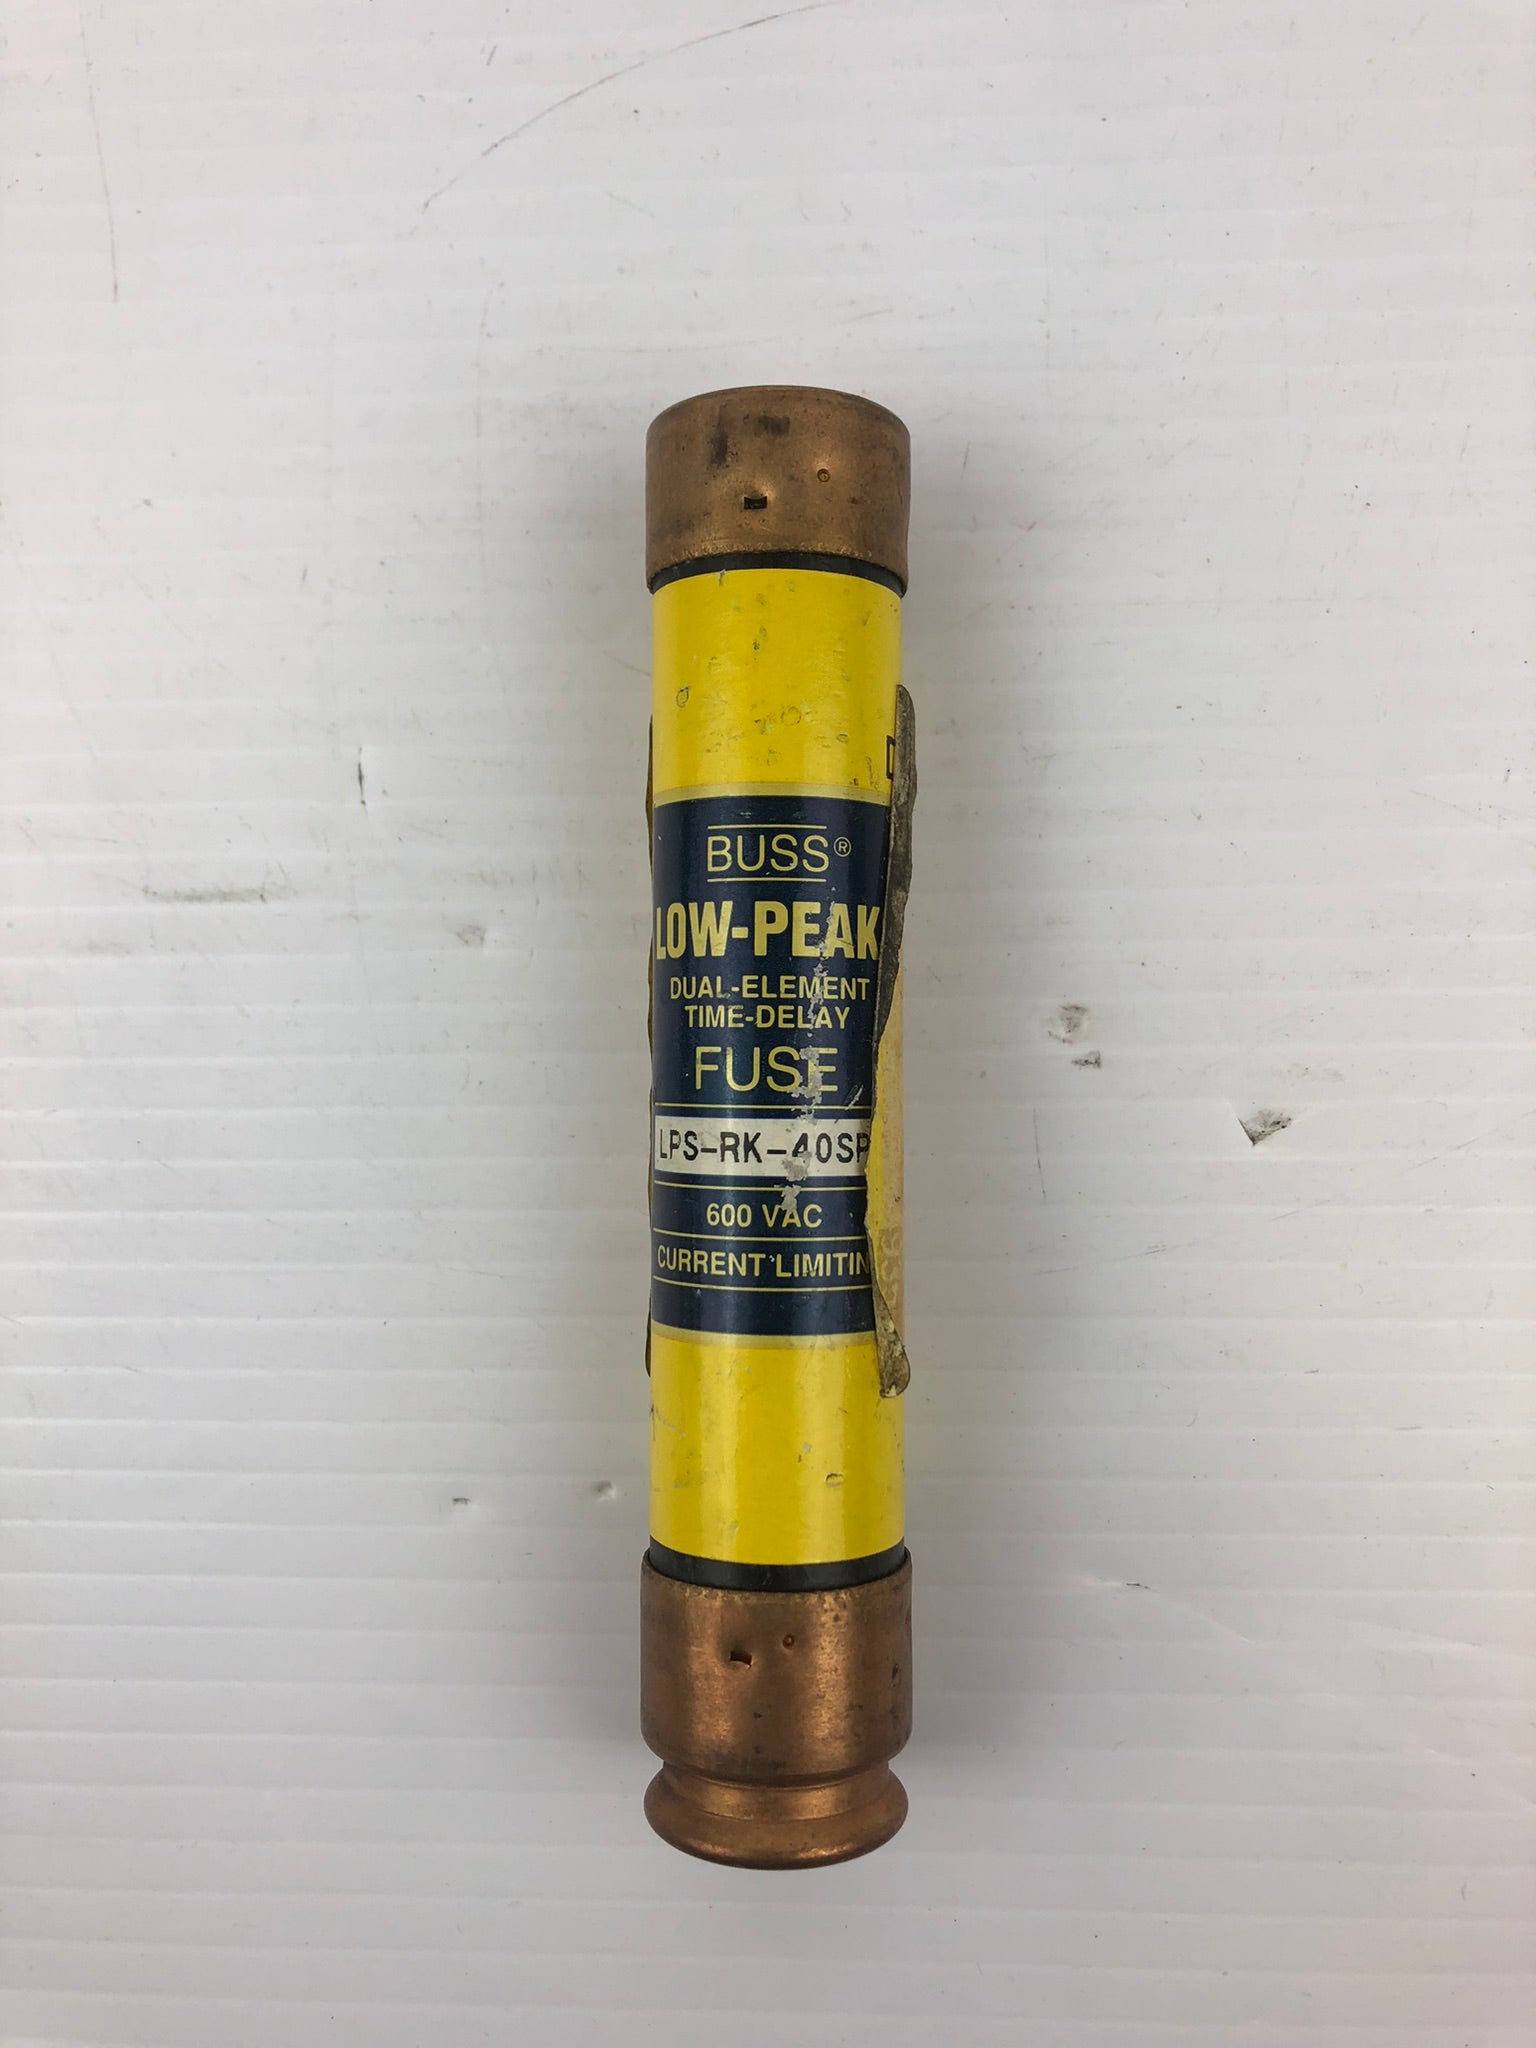 BUSS®
LOW-PEAK
DUAL-ELEMENT
TIME-DELAY
FUSE
LPS-RK-40SP
600 VAC
CURRENT LIMITIN